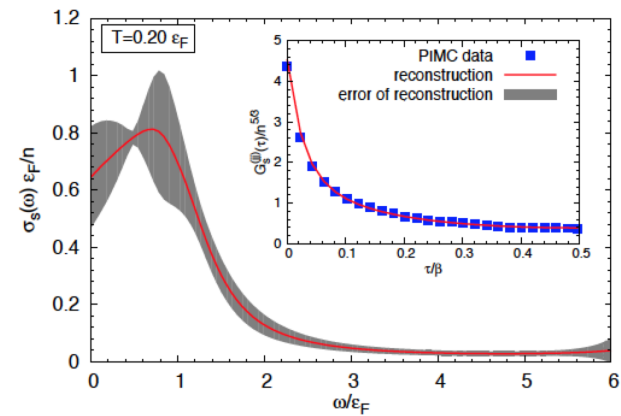 T=0.20 ε_F
PIMC data
reconstruction
error of reconstruction
G_s^(jj)(τ)/n^5/3
5
4
3
2
1
0
0 0.1 0.2 0.3 0.4 0.5
τ/β
σ_s(ω) ε_F/n
1.2
1
0.8
0.6
0.4
0.2
0
0 1 2 3 4 5 6
ω/ε_F